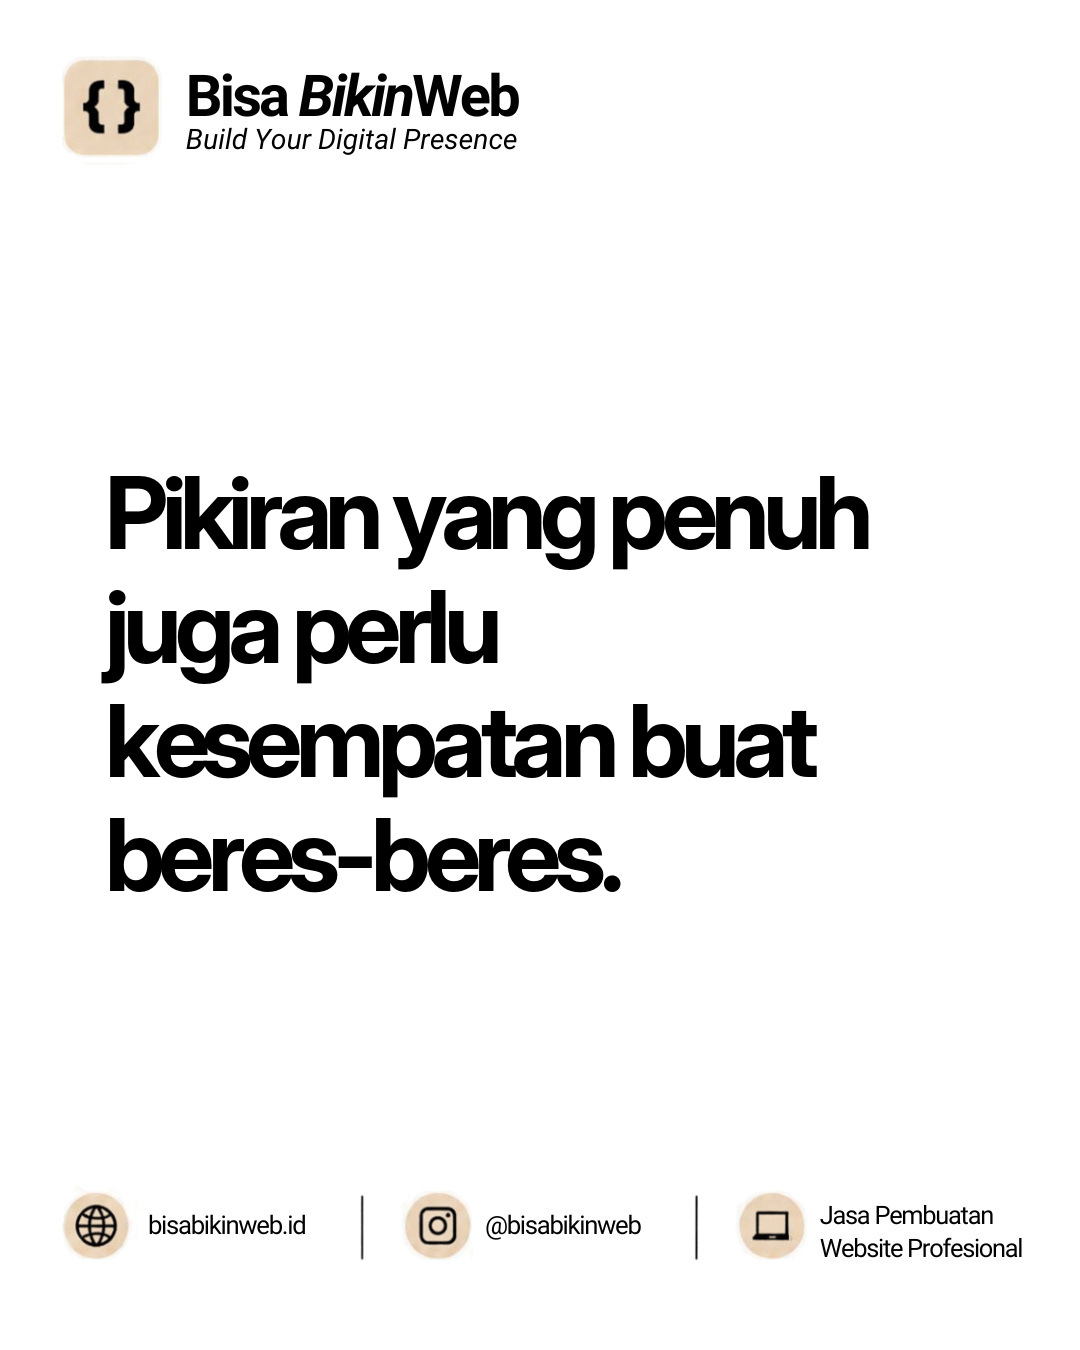 { }
Bisa BikinWeb
Build Your Digital Presence
Pikiran yang penuh
juga perlu
kesempatan buat
beres-beres.
bisabikinweb.id
@bisabikinweb
Jasa Pembuatan
Website Profesional